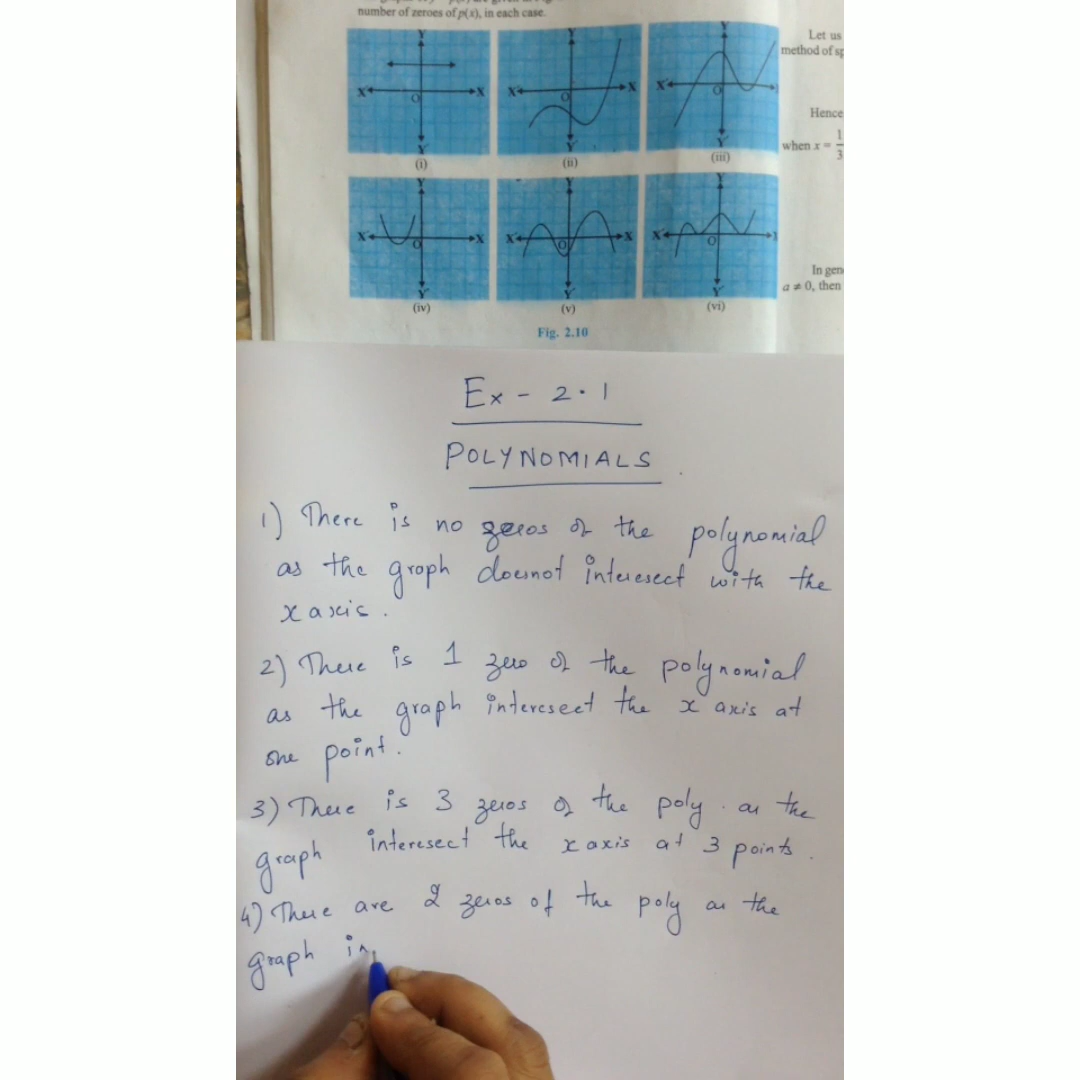 number of zeroes of p(x), in each case.
Let us
method of sp
Y
X' O X
Y'
(i)
Y
X' O X
Y'
(ii)
Y
X' O
Y'
(iii)
Hence
when x = 1/3
Y
X' O X
Y'
(iv)
Y
X' O X
Y'
(v)
Y
X' O
Y'
(vi)
In gene
a ≠ 0, then
Fig. 2.10
Ex - 2.1
POLYNOMIALS
1) There is no zeros of the polynomial
as the graph doesnot interesect with the
x axis.
2) There is 1 zero of the polynomial
as the graph interesect the x axis at
one point.
3) There is 3 zeros of the poly. as the
graph interesect the x axis at 3 points.
4) There are 2 zeros of the poly as the
graph in